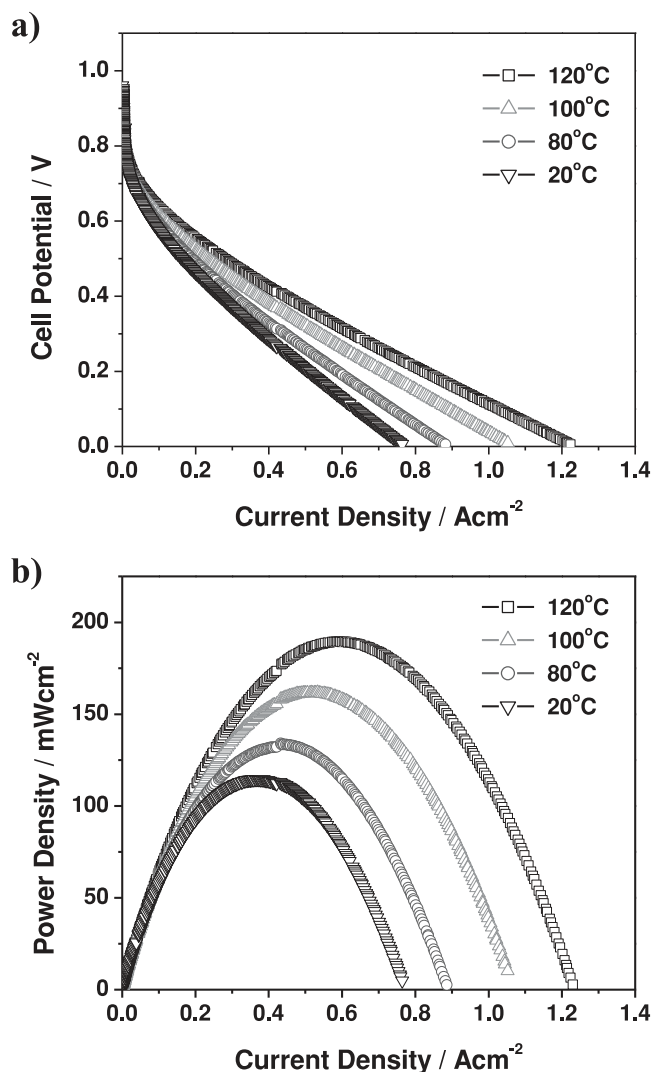 a)
1.0
0.8
0.6
0.4
0.2
0.0
Cell Potential / V
120°C
100°C
80°C
20°C
0.0 0.2 0.4 0.6 0.8 1.0 1.2 1.4
Current Density / Acm⁻²
b)
200
150
100
50
0
Power Density / mWcm⁻²
120°C
100°C
80°C
20°C
0.0 0.2 0.4 0.6 0.8 1.0 1.2 1.4
Current Density / Acm⁻²